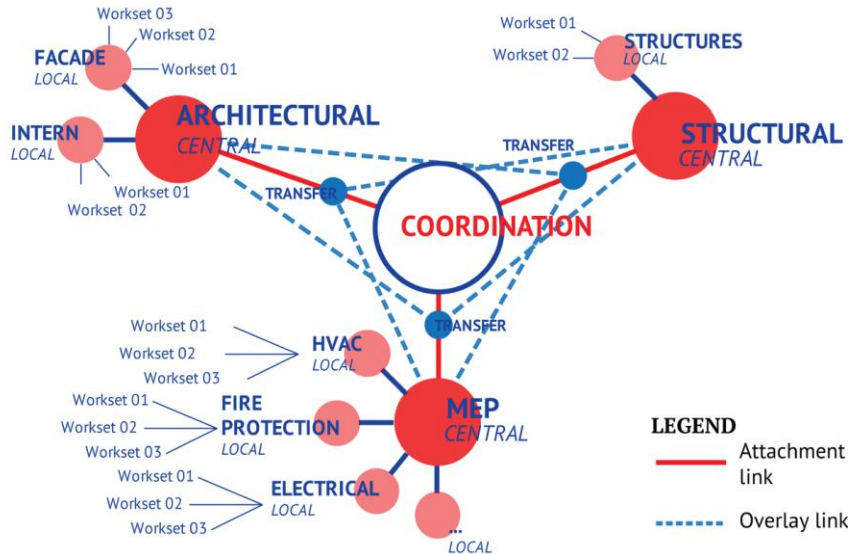 Workset 03
Workset 02
Workset 01
FACADE
LOCAL
ARCHITECTURAL
CENTRAL
INTERN
LOCAL
Workset 01
Workset 02
Workset 01
Workset 02
STRUCTURES
LOCAL
STRUCTURAL
CENTRAL
TRANSFER
TRANSFER
COORDINATION
TRANSFER
Workset 01
Workset 02
Workset 03
HVAC
LOCAL
Workset 01
Workset 02
Workset 03
FIRE
PROTECTION
LOCAL
MEP
CENTRAL
Workset 01
Workset 02
Workset 03
ELECTRICAL
LOCAL
...
LOCAL
LEGEND
Attachment
link
Overlay link